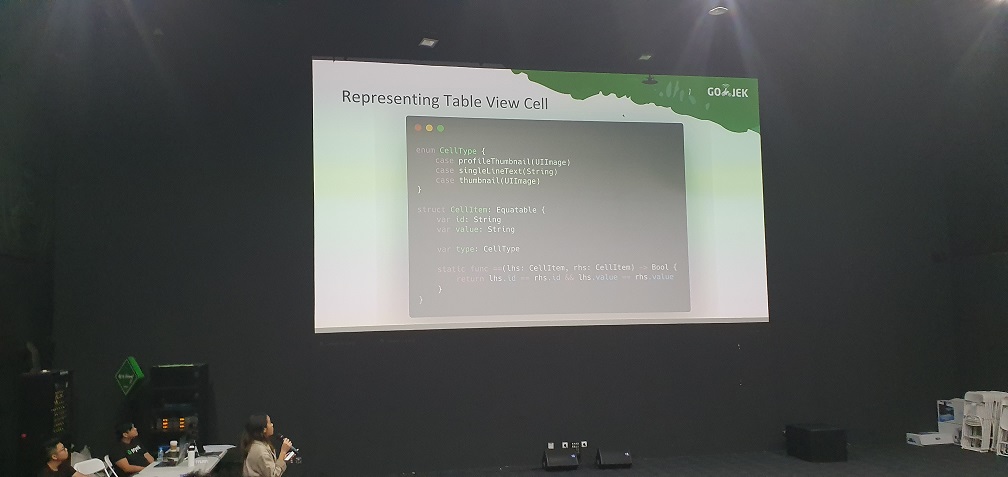 Representing Table View Cell
GOJEK
enum CellType {
case profileThumbnail(UIImage)
case singleLineText(String)
case thumbnail(UIImage)
}
struct CellItem: Equatable {
var id: String
var value: String
var type: CellType
static func ==(lhs: CellItem, rhs: CellItem) -> Bool {
return lhs.id == rhs.id && lhs.value == rhs.value
}
}